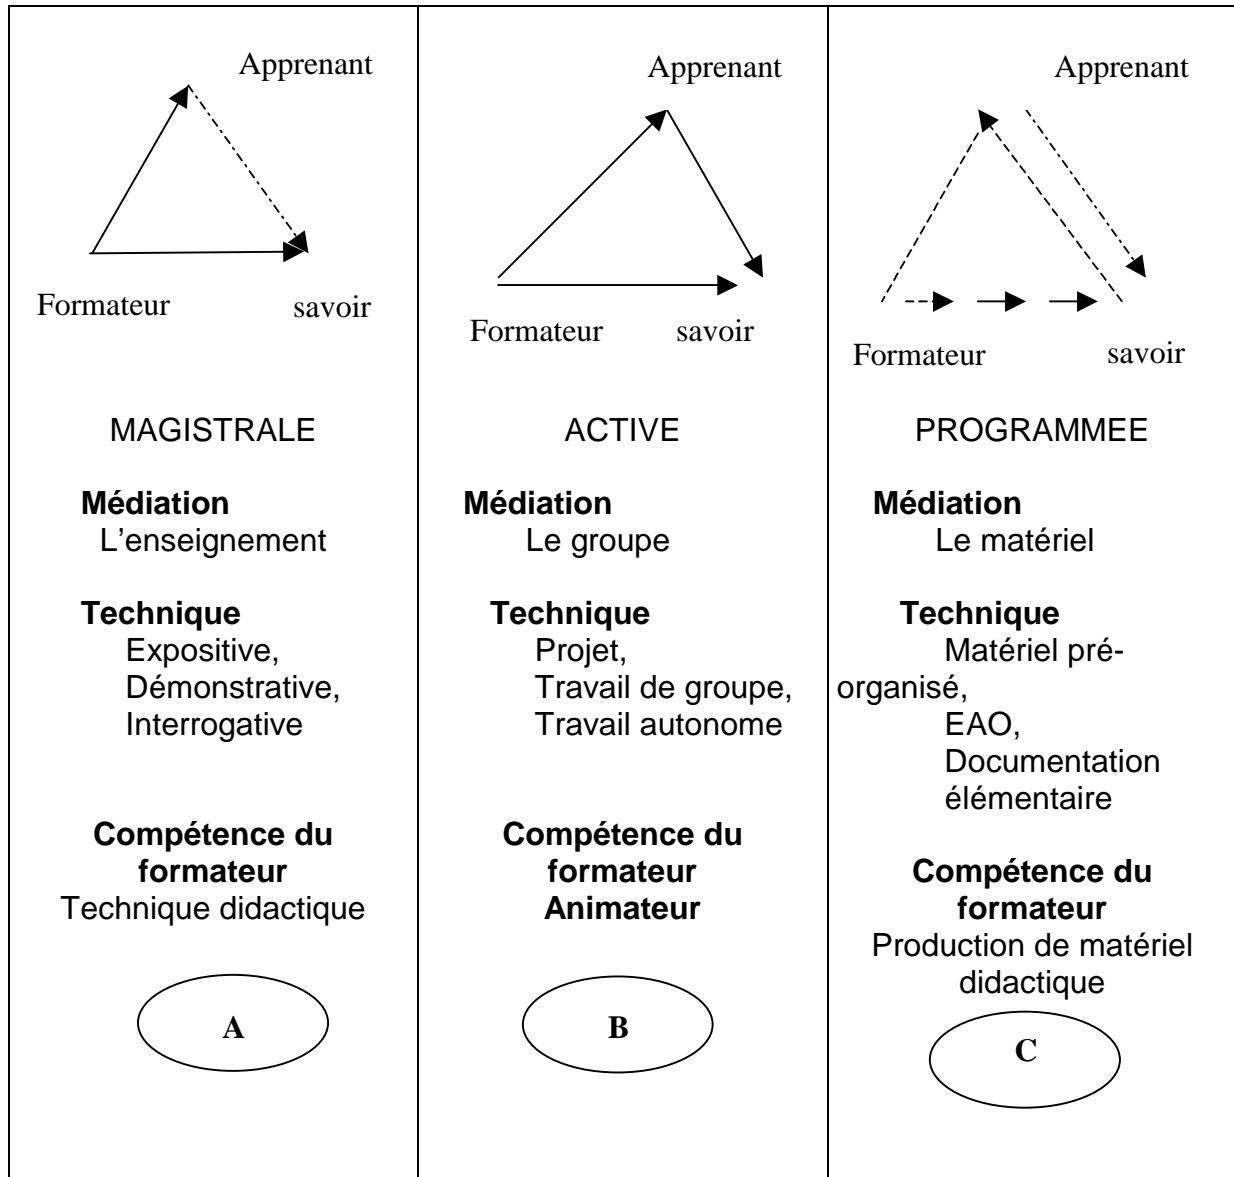 Apprenant
Formateur
savoir
MAGISTRALE
Médiation
L’enseignement
Technique
Expositive,
Démonstrative,
Interrogative
Compétence du
formateur
Technique didactique
A
Apprenant
Formateur
savoir
ACTIVE
Médiation
Le groupe
Technique
Projet,
Travail de groupe,
Travail autonome
Compétence du
formateur
Animateur
B
Apprenant
Formateur
savoir
PROGRAMMEE
Médiation
Le matériel
Technique
Matériel pré-
organisé,
EAO,
Documentation
élémentaire
Compétence du
formateur
Production de matériel
didactique
C